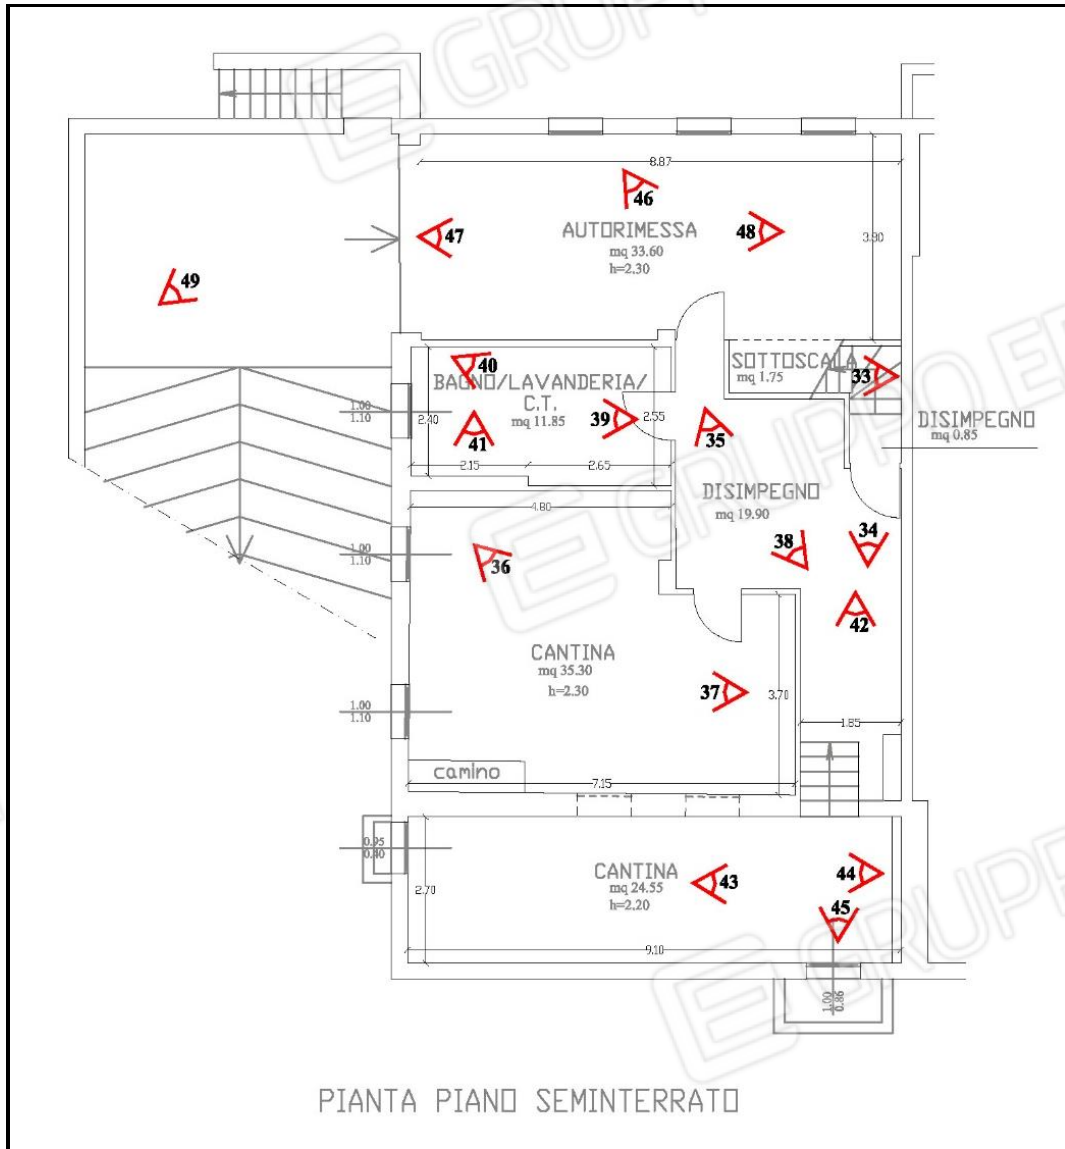 GRUPPO E
8.87
46
AUTORIMESSA
mq 33.60
h=2.30
47
48
3.80
49
40
BAGNO/LAVANDERIA/
C.T.
mq 11.85
SOTTOSCALA
mq 1.75
33
1.00
1.10
2.40
41
39
2.55
35
DISIMPEGNO
mq 0.85
2.15
2.65
GRUPPO E
4.80
DISIMPEGNO
mq 19.90
34
38
1.00
1.10
36
42
CANTINA
mq 35.30
h=2.30
37
3.70
1.00
1.10
1.85
camino
7.15
0.95
0.40
CANTINA
mq 24.55
h=2.20
2.70
43
44
45
9.10
GRUPPO
1.00
0.86
PIANTA PIANO SEMINTERRATO